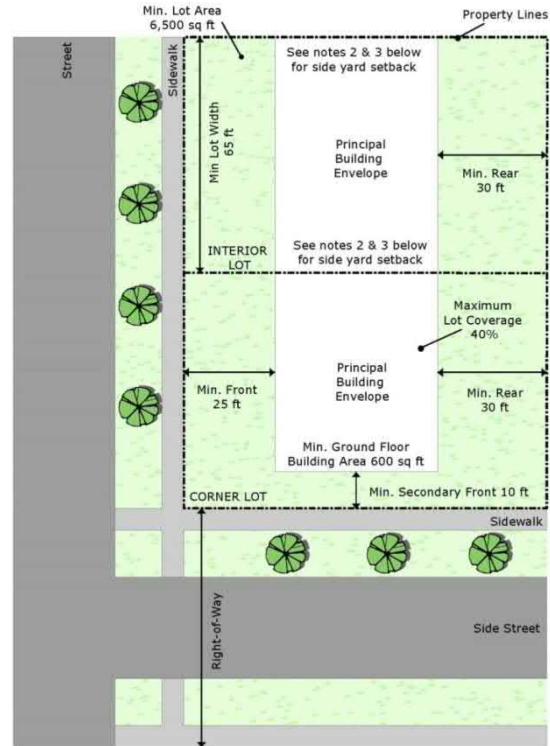 Min. Lot Area
6,500 sq ft
Property Lines
Street
Sidewalk
See notes 2 & 3 below
for side yard setback
Min Lot Width
65 ft
Principal
Building
Envelope
Min. Rear
30 ft
INTERIOR
LOT
See notes 2 & 3 below
for side yard setback
Maximum
Lot Coverage
40%
Principal
Building
Envelope
Min. Front
25 ft
Min. Rear
30 ft
Min. Ground Floor
Building Area 600 sq ft
CORNER LOT
Min. Secondary Front 10 ft
Sidewalk
Right-of-Way
Side Street